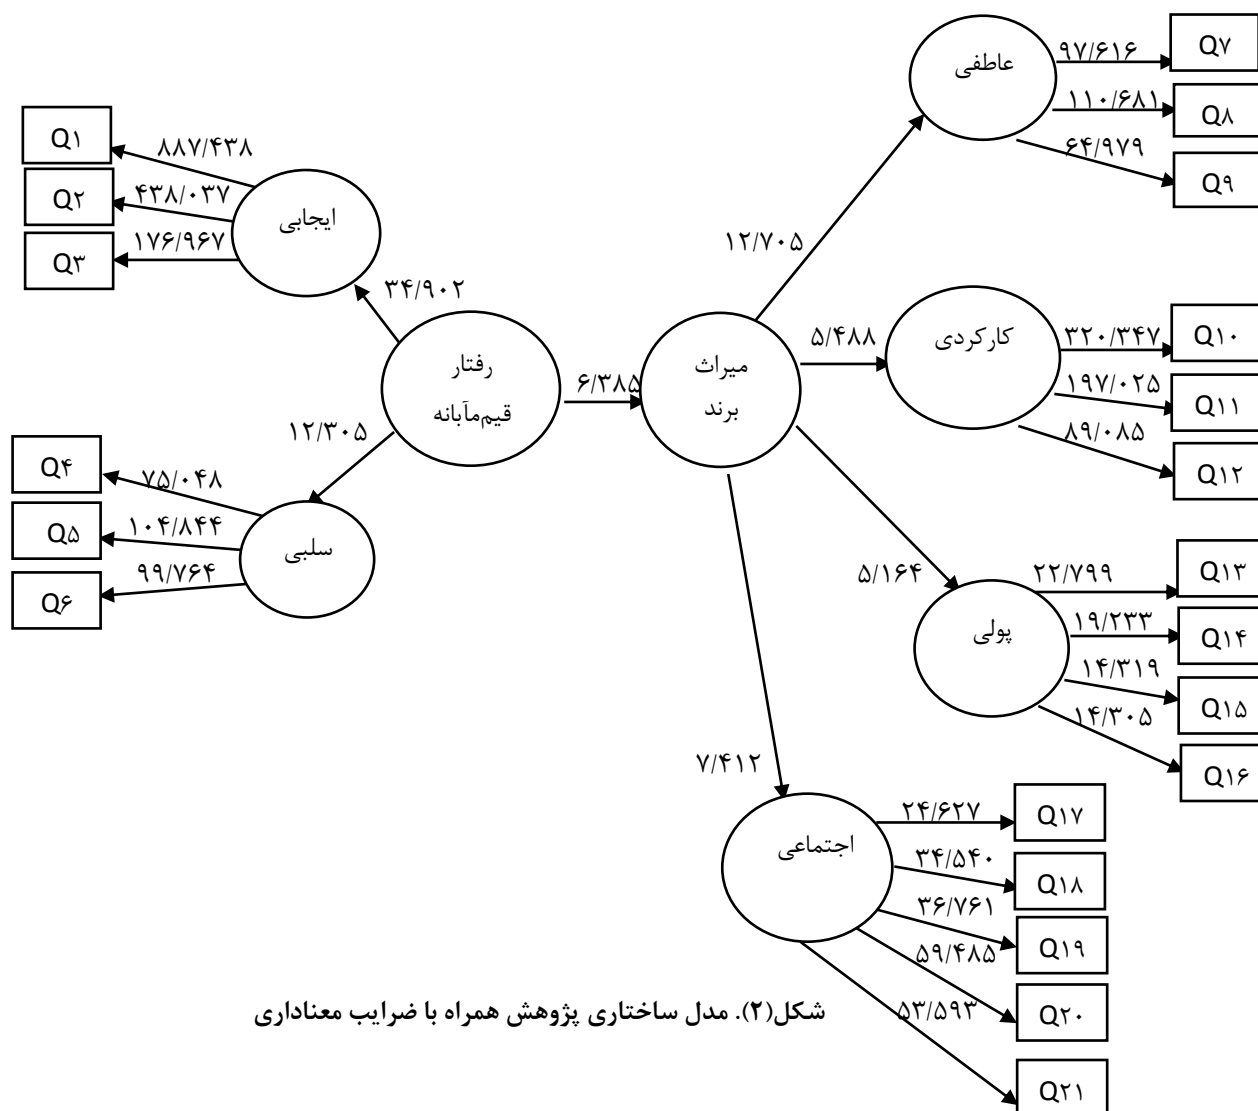 عاطفی
۹۷/۶۱۶
Q۷
۱۱۰/۶۸۱
Q۸
۶۴/۹۷۹
Q۹
Q۱
۸۸۷/۴۳۸
Q۲
۴۳۸/۰۳۷
Q۳
۱۷۶/۹۶۷
ایجابی
۱۲/۷۰۵
۳۴/۹۰۲
رفتار
قیم‌مآبانه
۶/۳۸۵
میراث
برند
۵/۴۸۸
کارکردی
۳۲۰/۳۴۷
Q۱۰
۱۹۷/۰۲۵
Q۱۱
۸۹/۰۸۵
Q۱۲
۱۲/۳۰۵
Q۴
۷۵/۰۴۸
Q۵
۱۰۴/۸۴۴
Q۶
۹۹/۷۶۴
سلبی
۵/۱۶۴
پولی
۲۲/۷۹۹
Q۱۳
۱۹/۲۳۳
Q۱۴
۱۴/۳۱۹
Q۱۵
۱۴/۳۰۵
Q۱۶
۷/۴۱۲
اجتماعی
۲۴/۶۲۷
Q۱۷
۳۴/۵۴۰
Q۱۸
۳۶/۷۶۱
Q۱۹
۵۹/۴۸۵
Q۲۰
۵۳/۵۹۳
Q۲۱
شکل(۲). مدل ساختاری پژوهش همراه با ضرایب معناداری